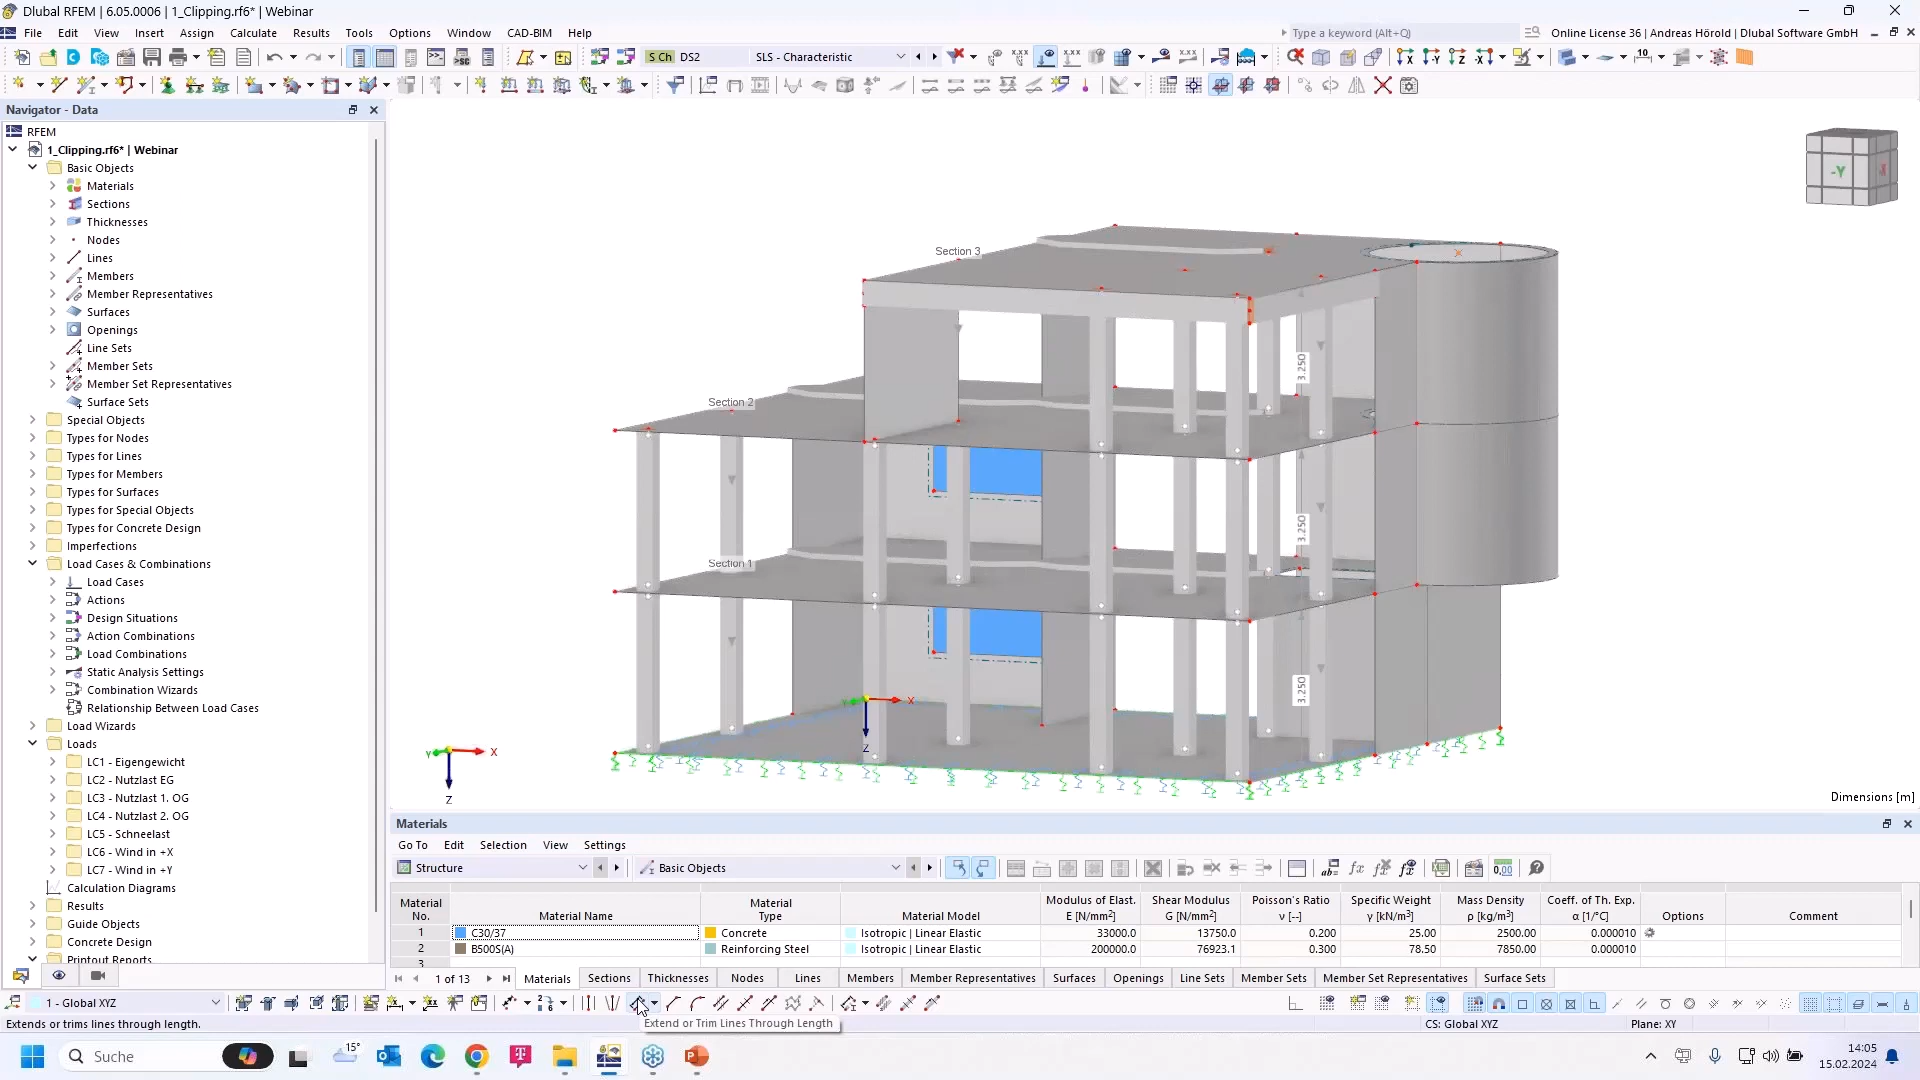 Dlubal RFEM | 6.05.0006 | 1_Clipping.rf6* | Webinar
File Edit View Insert Assign Calculate Results Tools Options Window CAD-BIM Help
Type a keyword (Alt+Q)
Online License 36 | Andreas Hörold | Dlubal Software GmbH
S Ch DS2 SLS - Characteristic
Navigator - Data
RFEM
1_Clipping.rf6* | Webinar
Basic Objects
Materials
Sections
Thicknesses
Nodes
Lines
Members
Member Representatives
Surfaces
Openings
Line Sets
Member Sets
Member Set Representatives
Surface Sets
Special Objects
Types for Nodes
Types for Lines
Types for Members
Types for Surfaces
Types for Special Objects
Types for Concrete Design
Imperfections
Load Cases & Combinations
Load Cases
Actions
Design Situations
Action Combinations
Load Combinations
Static Analysis Settings
Combination Wizards
Relationship Between Load Cases
Load Wizards
Loads
LC1 - Eigengewicht
LC2 - Nutzlast EG
LC3 - Nutzlast 1. OG
LC4 - Nutzlast 2. OG
LC5 - Schneelast
LC6 - Wind in +X
LC7 - Wind in +Y
Calculation Diagrams
Results
Guide Objects
Concrete Design
Printout Reports
-Y
Section 3
3.250
Section 2
3.250
Section 1
3.250
Y X
Z
Y X
Z
Dimensions [m]
Materials
Go To Edit Selection View Settings
Structure Basic Objects
Material No. Material Name Material Type Material Model Modulus of Elast. E [N/mm²] Shear Modulus G [N/mm²] Poisson's Ratio ν [--] Specific Weight γ [kN/m³] Mass Density ρ [kg/m³] Coeff. of Th. Exp. α [1/°C] Options Comment
1 C30/37 Concrete Isotropic | Linear Elastic 33000.0 13750.0 0.200 25.00 2500.00 0.000010
2 B500S(A) Reinforcing Steel Isotropic | Linear Elastic 200000.0 76923.1 0.300 78.50 7850.00 0.000010
3
1 of 13 Materials Sections Thicknesses Nodes Lines Members Member Representatives Surfaces Openings Line Sets Member Sets Member Set Representatives Surface Sets
1 - Global XYZ
Extends or trims lines through length.
Extend or Trim Lines Through Length
CS: Global XYZ
Plane: XY
Suche
15°
14:05
15.02.2024